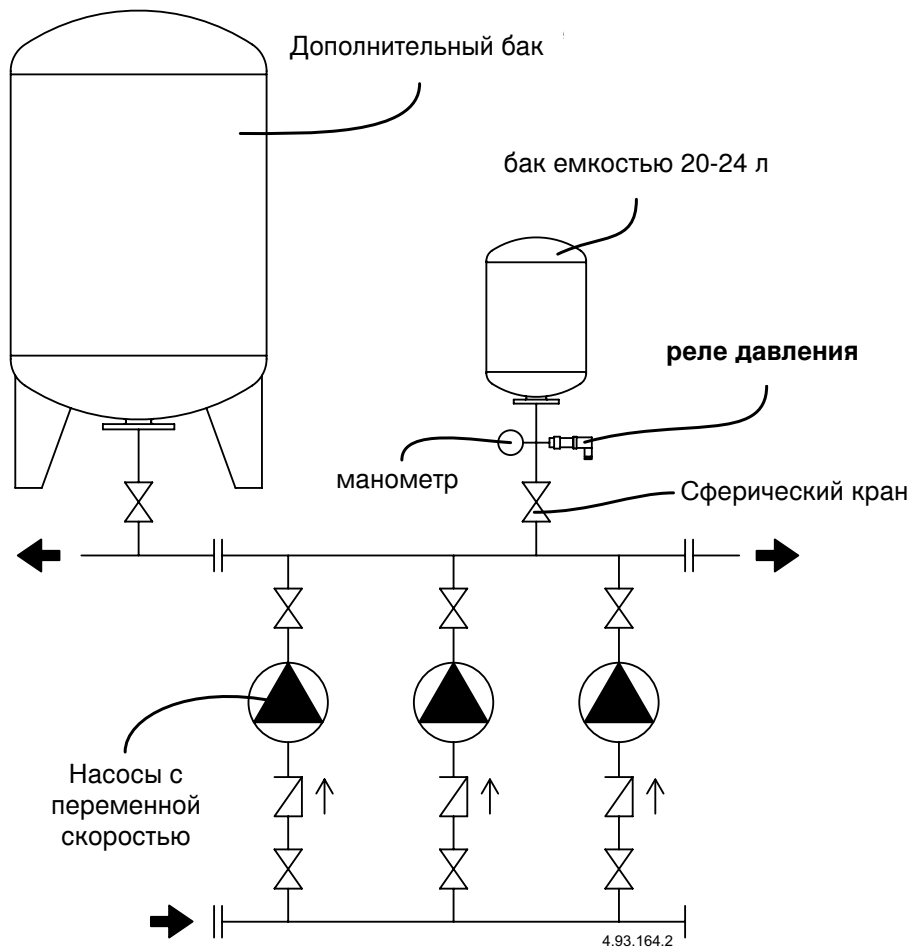 Дополнительный бак
бак емкостью 20-24 л
реле давления
манометр
Сферический кран
Насосы с
переменной
скоростью
4.93.164.2